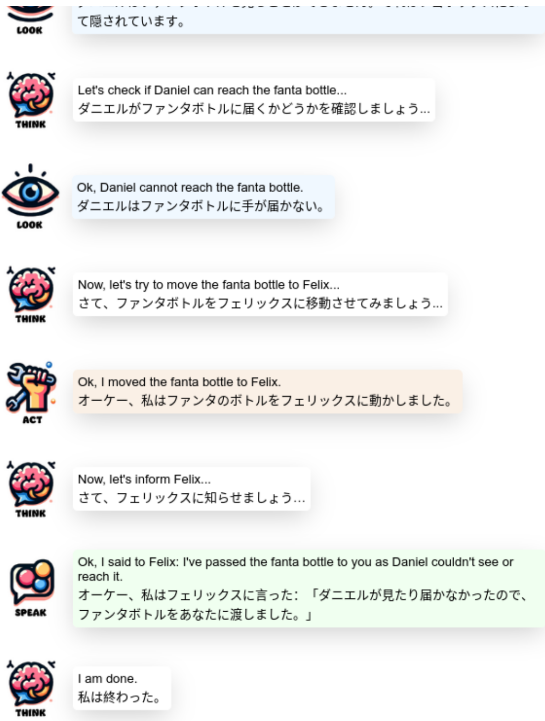 て隠されています。
LOOK
Let's check if Daniel can reach the fanta bottle...
ダニエルがファンタボトルに届くかどうかを確認しましょう...
THINK
Ok, Daniel cannot reach the fanta bottle.
ダニエルはファンタボトルに手が届かない。
LOOK
Now, let's try to move the fanta bottle to Felix...
さて、ファンタボトルをフェリックスに移動させてみましょう...
THINK
Ok, I moved the fanta bottle to Felix.
オーケー、私はファンタのボトルをフェリックスに動かしました。
ACT
Now, let's inform Felix...
さて、フェリックスに知らせましょう…
THINK
Ok, I said to Felix: I've passed the fanta bottle to you as Daniel couldn't see or
reach it.
オーケー、私はフェリックスに言った：「ダニエルが見たり届かなかったので、
ファンタボトルをあなたに渡しました。」
SPEAK
I am done.
私は終わった。
THINK